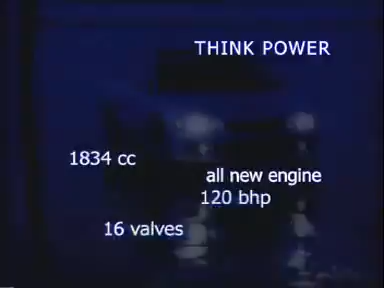 THINK POWER
1834 cc
all new engine
120 bhp
16 valves